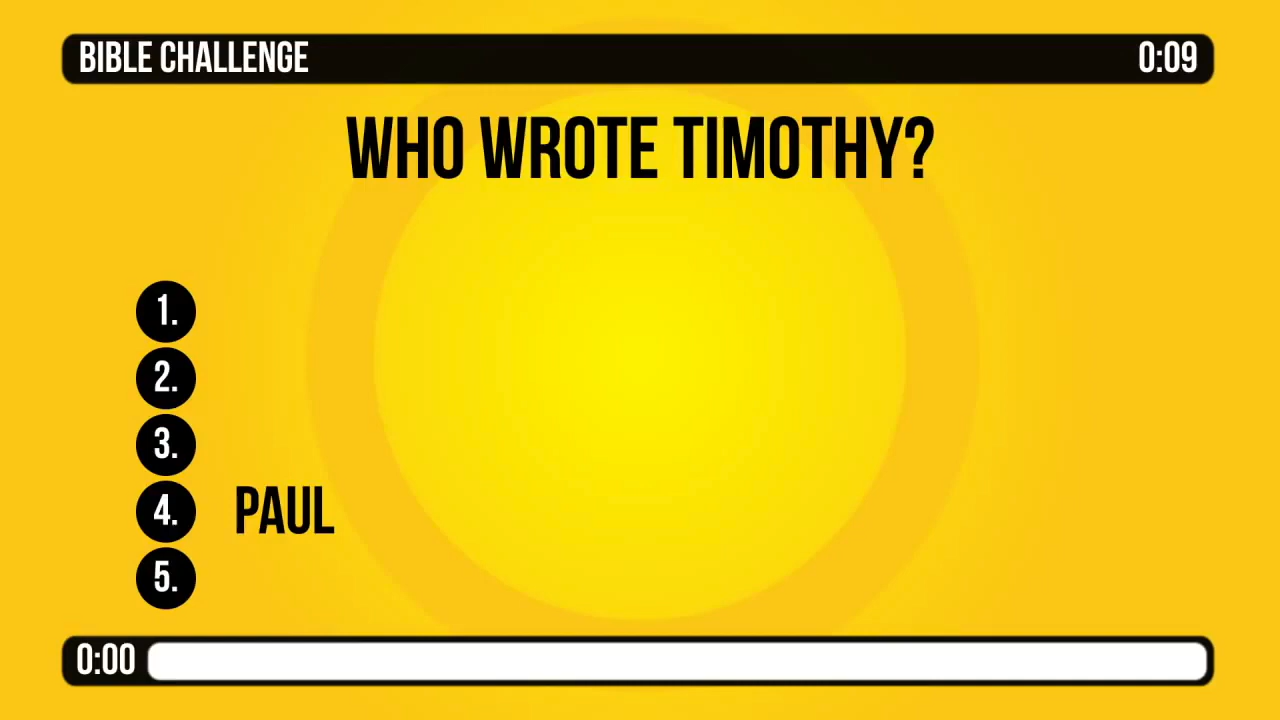 BIBLE CHALLENGE 0:09
WHO WROTE TIMOTHY?
1.
2.
3.
4. PAUL
5.
0:00